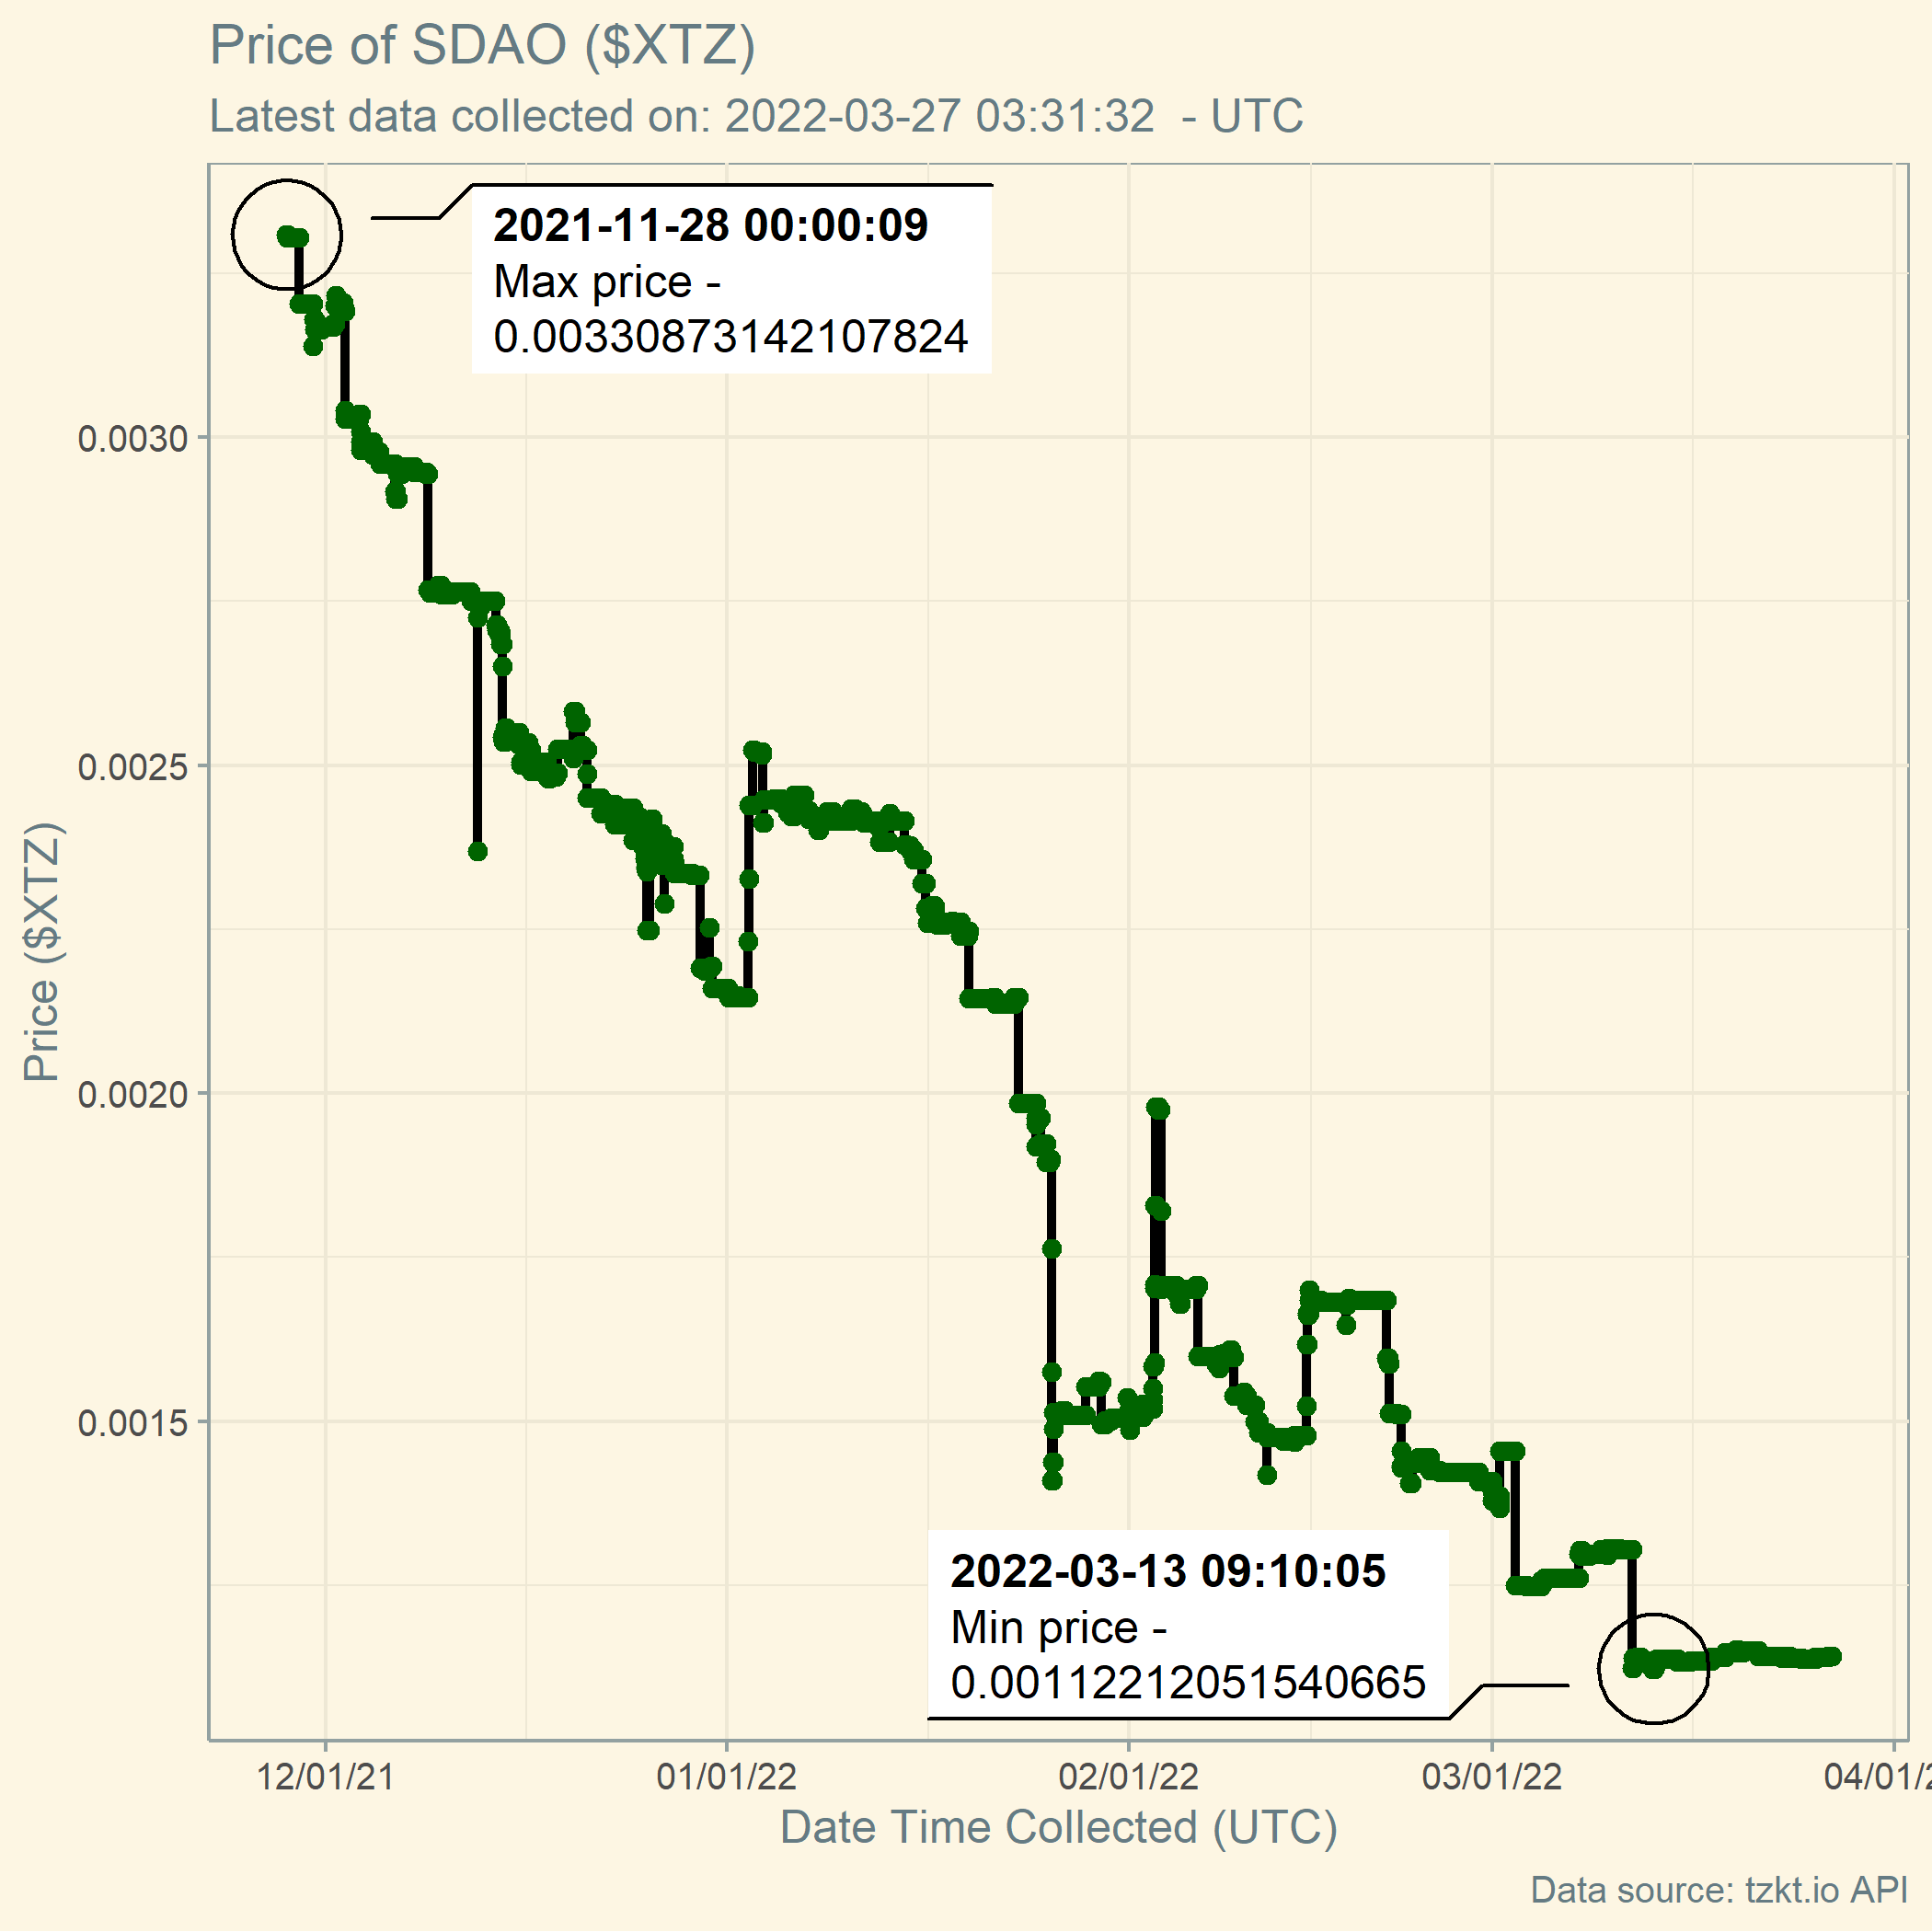 Price of SDAO ($XTZ)
Latest data collected on: 2022-03-27 03:31:32  - UTC
2021-11-28 00:00:09
Max price -
0.00330873142107824
0.0030
0.0025
0.0020
0.0015
Price ($XTZ)
2022-03-13 09:10:05
Min price -
0.00112212051540665
12/01/21
01/01/22
02/01/22
03/01/22
04/01/2
Date Time Collected (UTC)
Data source: tzkt.io API